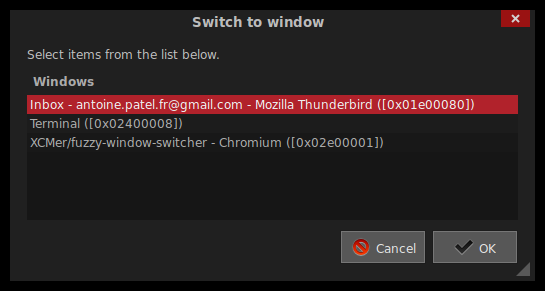 Switch to window
Select items from the list below.
Windows
Inbox - antoine.patel.fr@gmail.com - Mozilla Thunderbird ([0x01e00080])
Terminal ([0x02400008])
XCMer/fuzzy-window-switcher - Chromium ([0x02e00001])
Cancel
OK